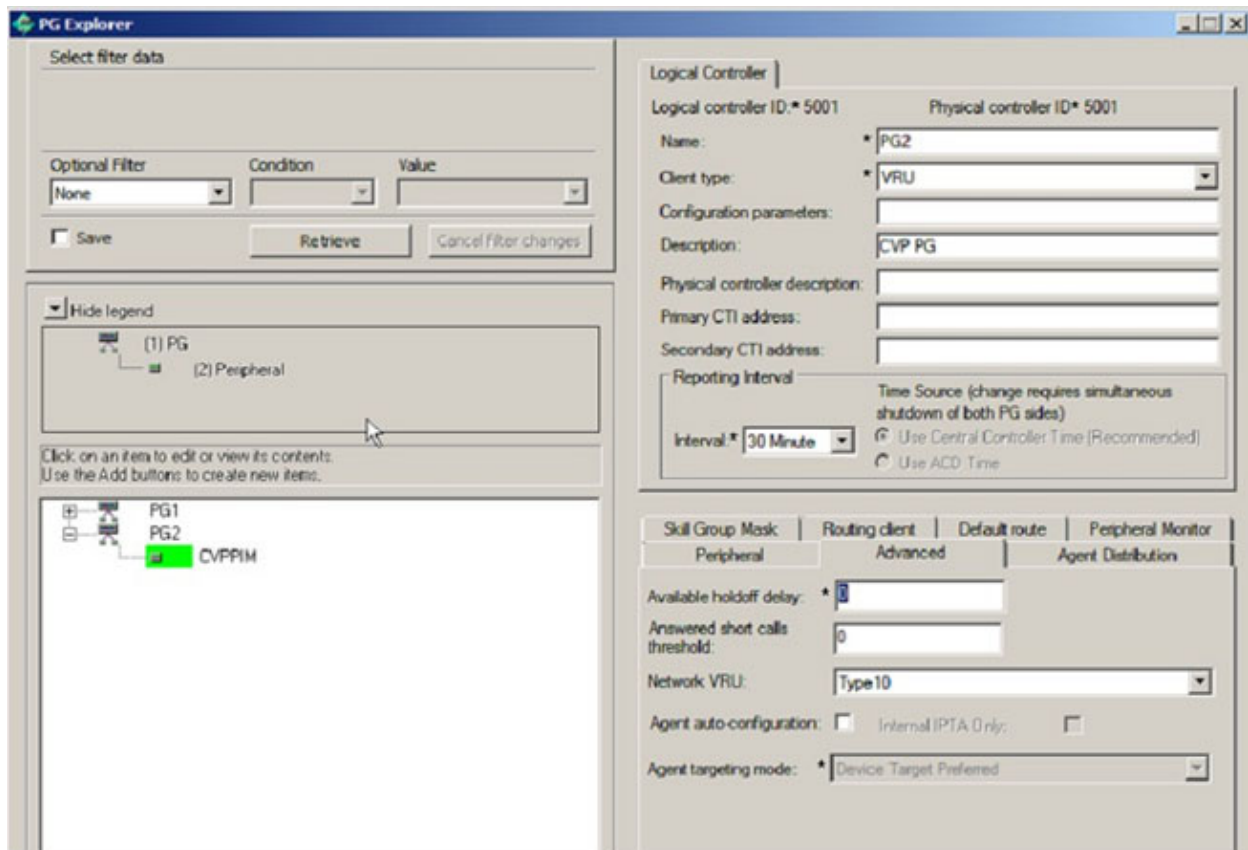 PG Explorer
Select filter data
Optional Filter Condition Value
None
Save Retrieve Cancel filter changes
Hide legend
(1) PG
(2) Peripheral
Click on an item to edit or view its contents.
Use the Add buttons to create new items.
PG1
PG2
CVPPIM
Logical Controller
Logical controller ID:* 5001 Physical controller ID* 5001
Name: * PG2
Client type: * VRU
Configuration parameters:
Description: CVP PG
Physical controller description:
Primary CTI address:
Secondary CTI address:
Reporting Interval
Time Source (change requires simultaneous
shutdown of both PG sides)
Interval * 30 Minute Use Central Controller Time (Recommended)
Use ACD Time
Skill Group Mask Routing client Default route Peripheral Monitor
Peripheral Advanced Agent Distribution
Available holdoff delay: * 0
Answered short calls
threshold: 0
Network VRU: Type10
Agent auto-configuration: Internal IPTA Only:
Agent targeting mode: * Device Target Preferred